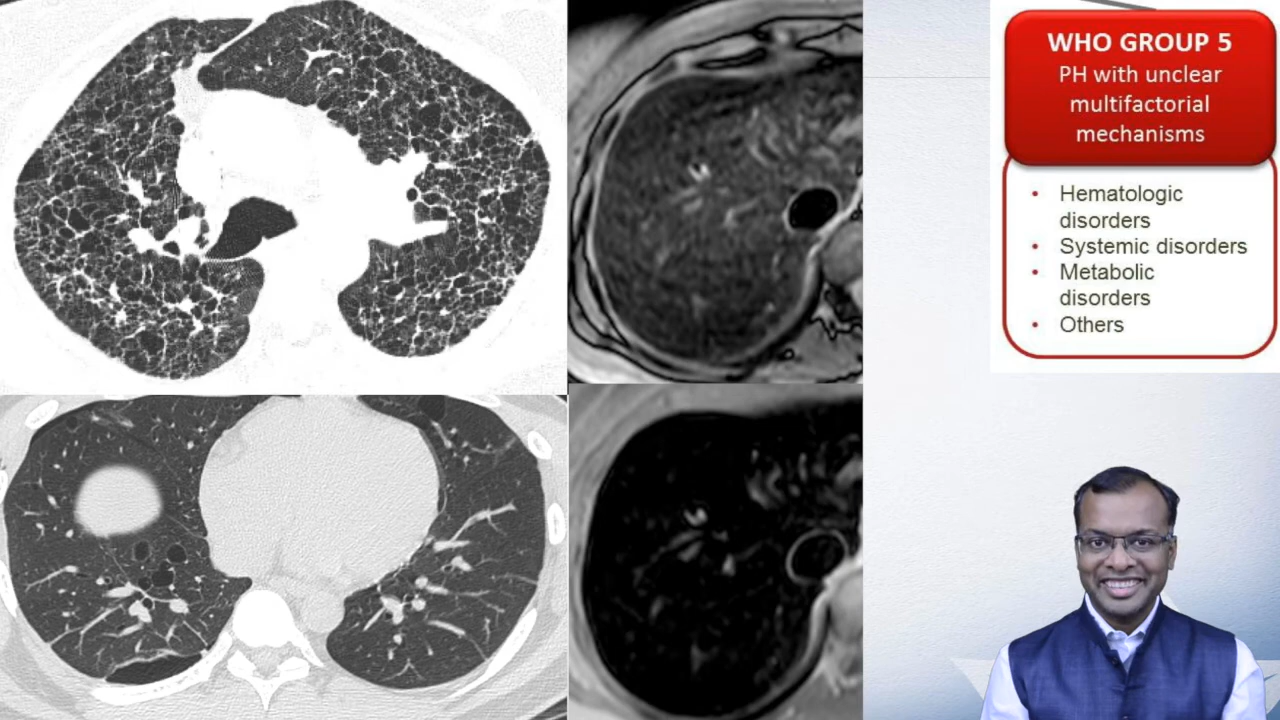 WHO GROUP 5
PH with unclear
multifactorial
mechanisms
• Hematologic
disorders
• Systemic disorders
• Metabolic
disorders
• Others